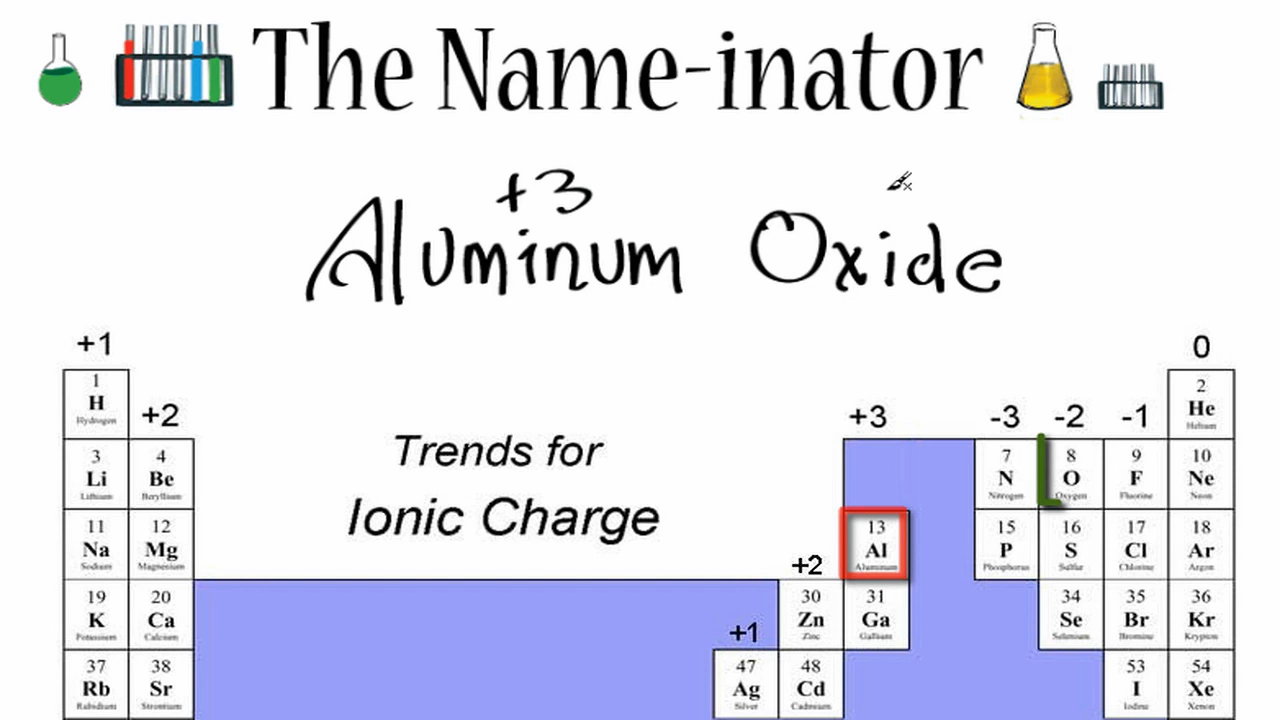 The Name-inator
+3
Aluminum Oxide
+1 0
1 H Hydrogen 2 He Helium
+2 +3 -3 -2 -1
3 Li Lithium 4 Be Beryllium 7 N Nitrogen 8 O Oxygen 9 F Fluorine 10 Ne Neon
Trends for
Ionic Charge
11 Na Sodium 12 Mg Magnesium 13 Al Aluminum 15 P Phosphorus 16 S Sulfur 17 Cl Chlorine 18 Ar Argon
+2
19 K Potassium 20 Ca Calcium 30 Zn Zinc 31 Ga Gallium 34 Se Selenium 35 Br Bromine 36 Kr Krypton
+1
37 Rb Rubidium 38 Sr Strontium 47 Ag Silver 48 Cd Cadmium 53 I Iodine 54 Xe Xenon